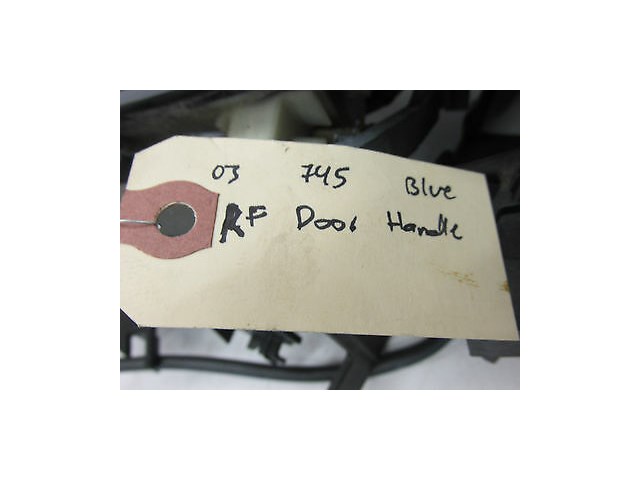 03 745 Blue
RF Door Handle